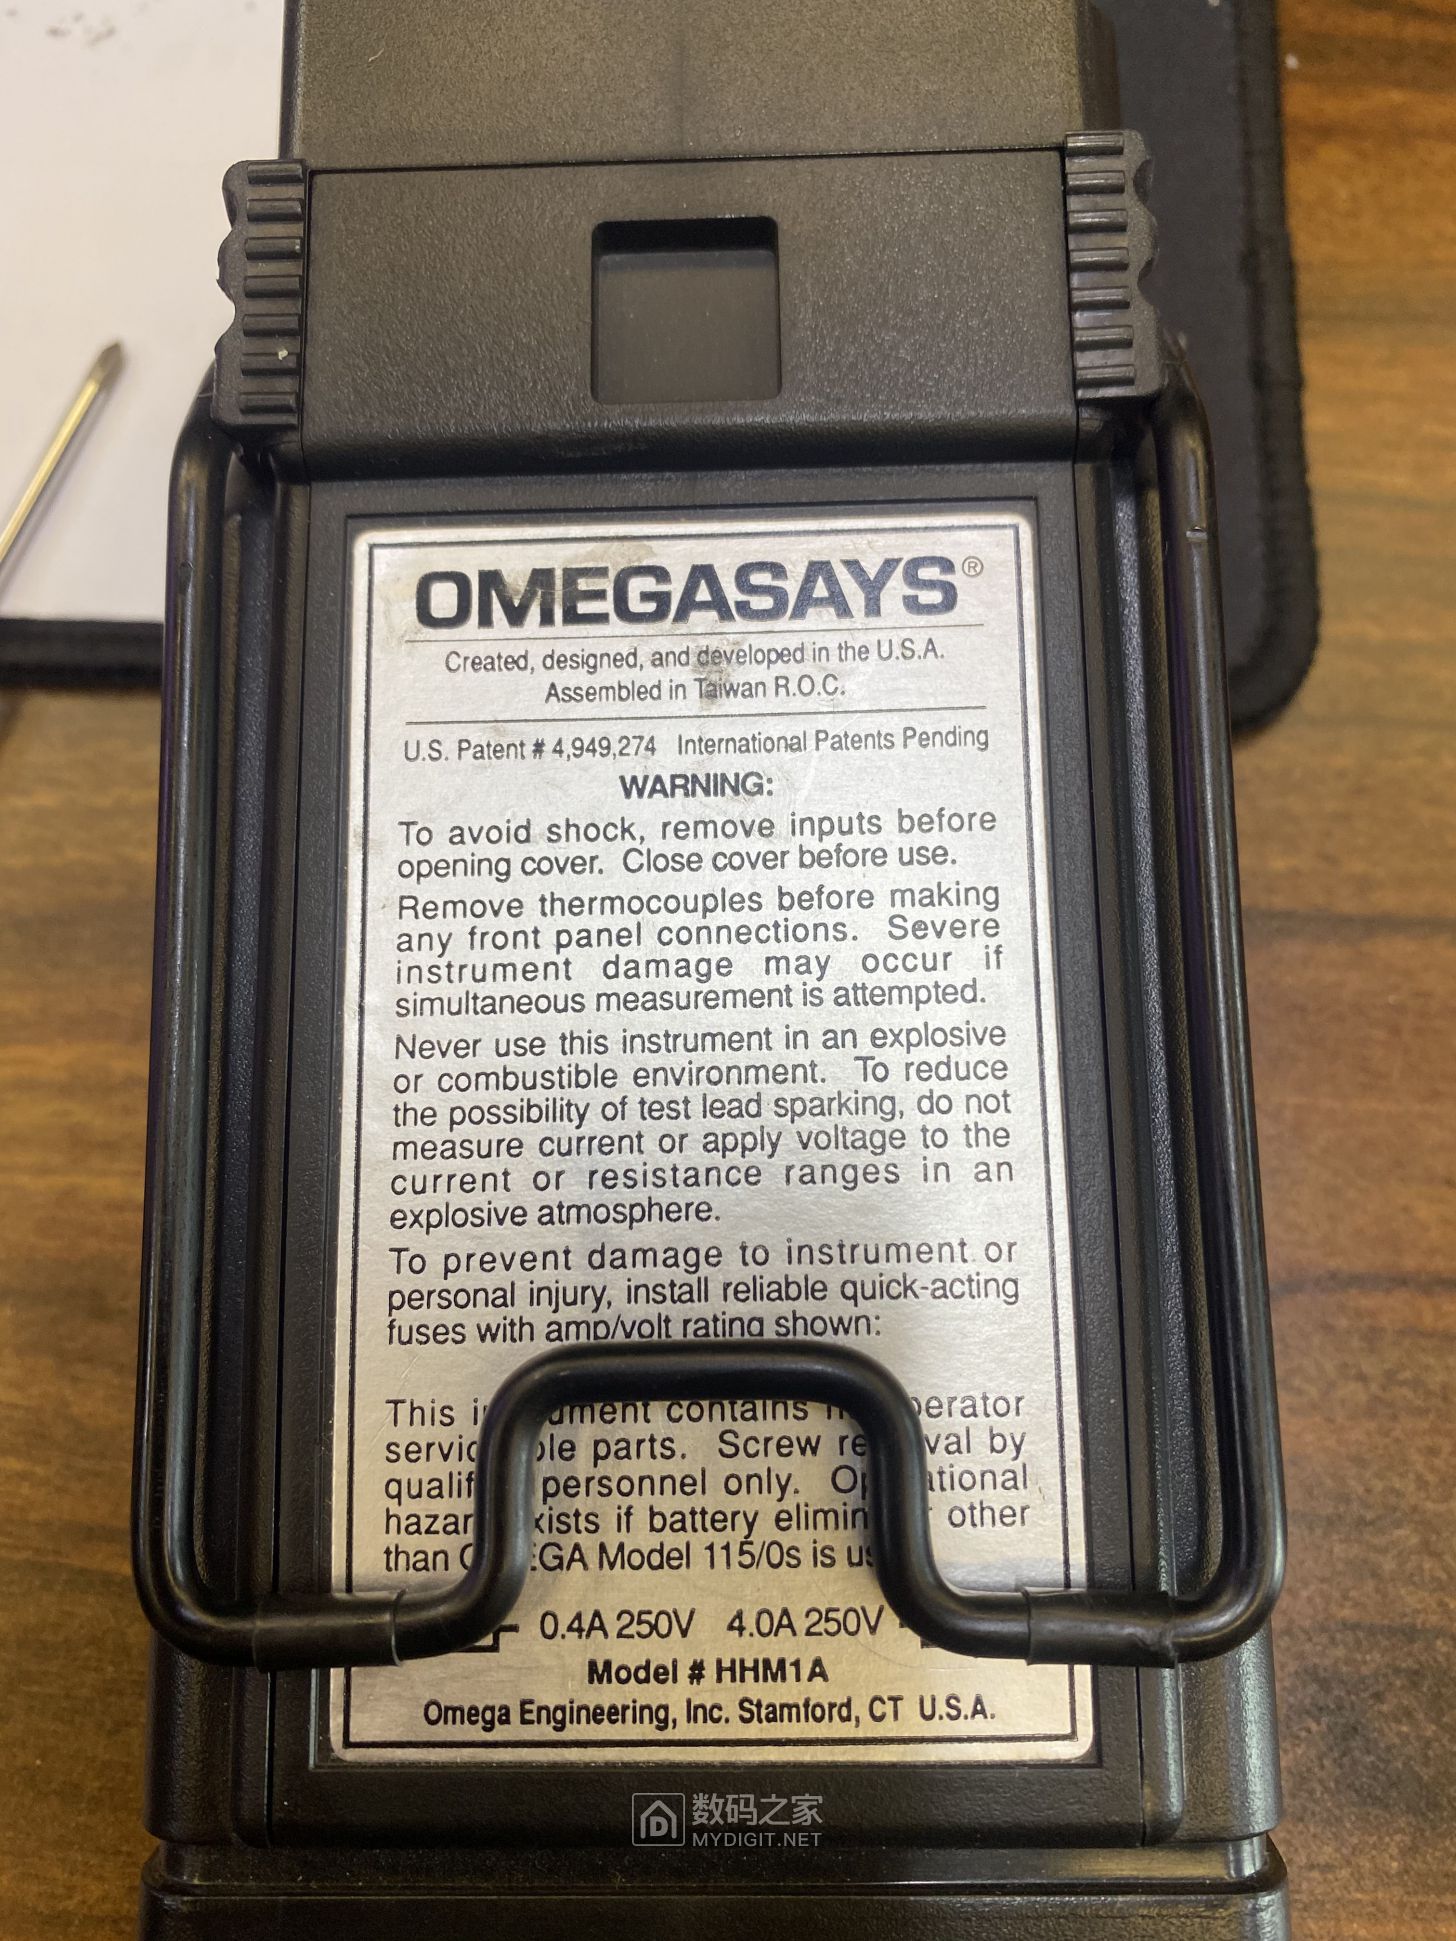 OMEGASAYS®
Created, designed, and developed in the U.S.A.
Assembled in Taiwan R.O.C.
U.S. Patent # 4,949,274 International Patents Pending
WARNING:
To avoid shock, remove inputs before
opening cover. Close cover before use.
Remove thermocouples before making
any front panel connections. Severe
instrument damage may occur if
simultaneous measurement is attempted.
Never use this instrument in an explosive
or combustible environment. To reduce
the possibility of test lead sparking, do not
measure current or apply voltage to the
current or resistance ranges in an
explosive atmosphere.
To prevent damage to instrument or
personal injury, install reliable quick-acting
fuses with amp/volt rating shown:
This contains
parts. Screw by
personnel only.
if battery other
than Model 115/0s is
0.4A 250V 4.0A 250V
Model # HHM1A
Omega Engineering, Inc. Stamford, CT U.S.A.
数码之家
MYDIGIT.NET